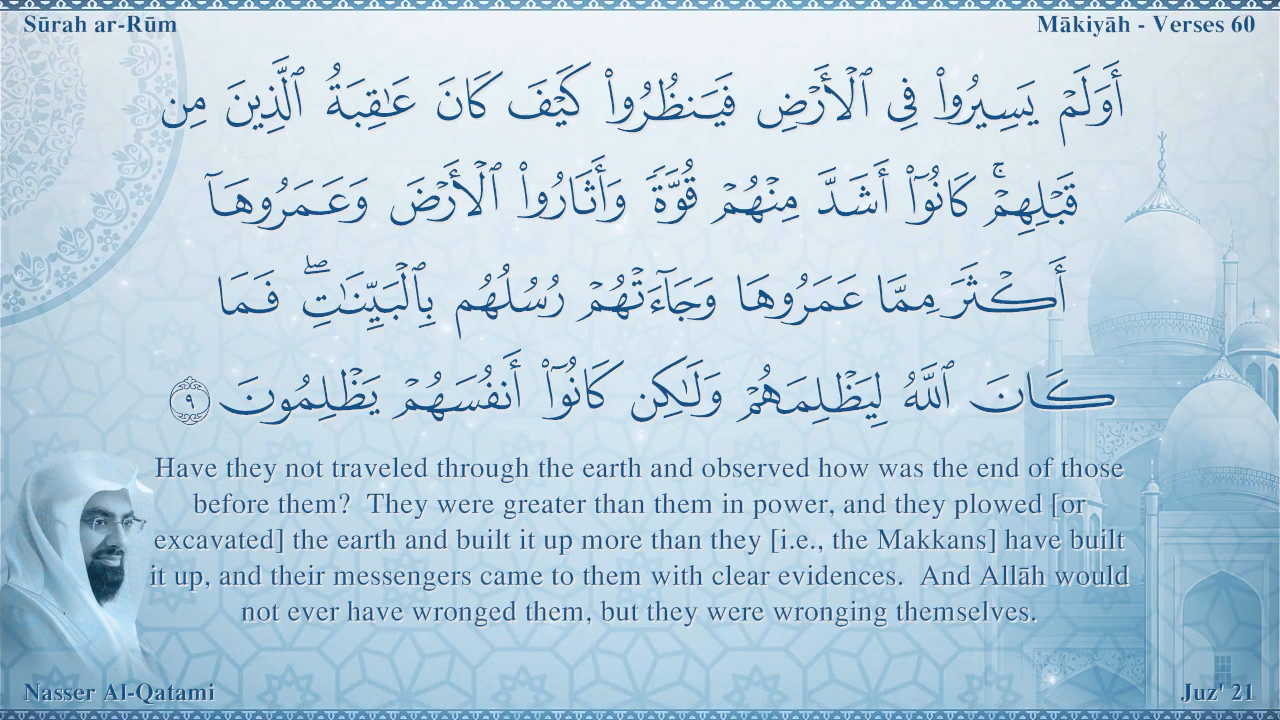 Sūrah ar-Rūm
Mākiyāh - Verses 60
أَوَلَمْ يَسِيرُوا۟ فِى ٱلْأَرْضِ فَيَنظُرُوا۟ كَيْفَ كَانَ عَـٰقِبَةُ ٱلَّذِينَ مِن
قَبْلِهِمْ ۚ كَانُوٓا۟ أَشَدَّ مِنْهُمْ قُوَّةً وَأَثَارُوا۟ ٱلْأَرْضَ وَعَمَرُوهَآ
أَكْثَرَ مِمَّا عَمَرُوهَا وَجَآءَتْهُمْ رُسُلُهُم بِٱلْبَيِّنَـٰتِ ۖ فَمَا
كَانَ ٱللَّهُ لِيَظْلِمَهُمْ وَلَـٰكِن كَانُوٓا۟ أَنفُسَهُمْ يَظْلِمُونَ ٩
Have they not traveled through the earth and observed how was the end of those
before them?  They were greater than them in power, and they plowed [or
excavated] the earth and built it up more than they [i.e., the Makkans] have built
it up, and their messengers came to them with clear evidences.  And Allāh would
not ever have wronged them, but they were wronging themselves.
Nasser Al-Qatami
Juz' 21